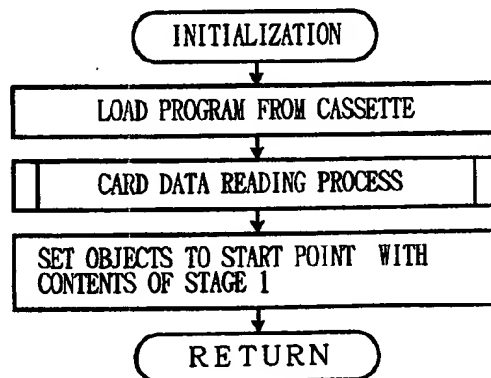 INITIALIZATION
LOAD PROGRAM FROM CASSETTE
CARD DATA READING PROCESS
SET OBJECTS TO START POINT WITH
CONTENTS OF STAGE 1
RETURN